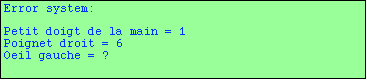 Error system:
Petit doigt de la main = 1
Poignet droit = 6
Oeil gauche = ?